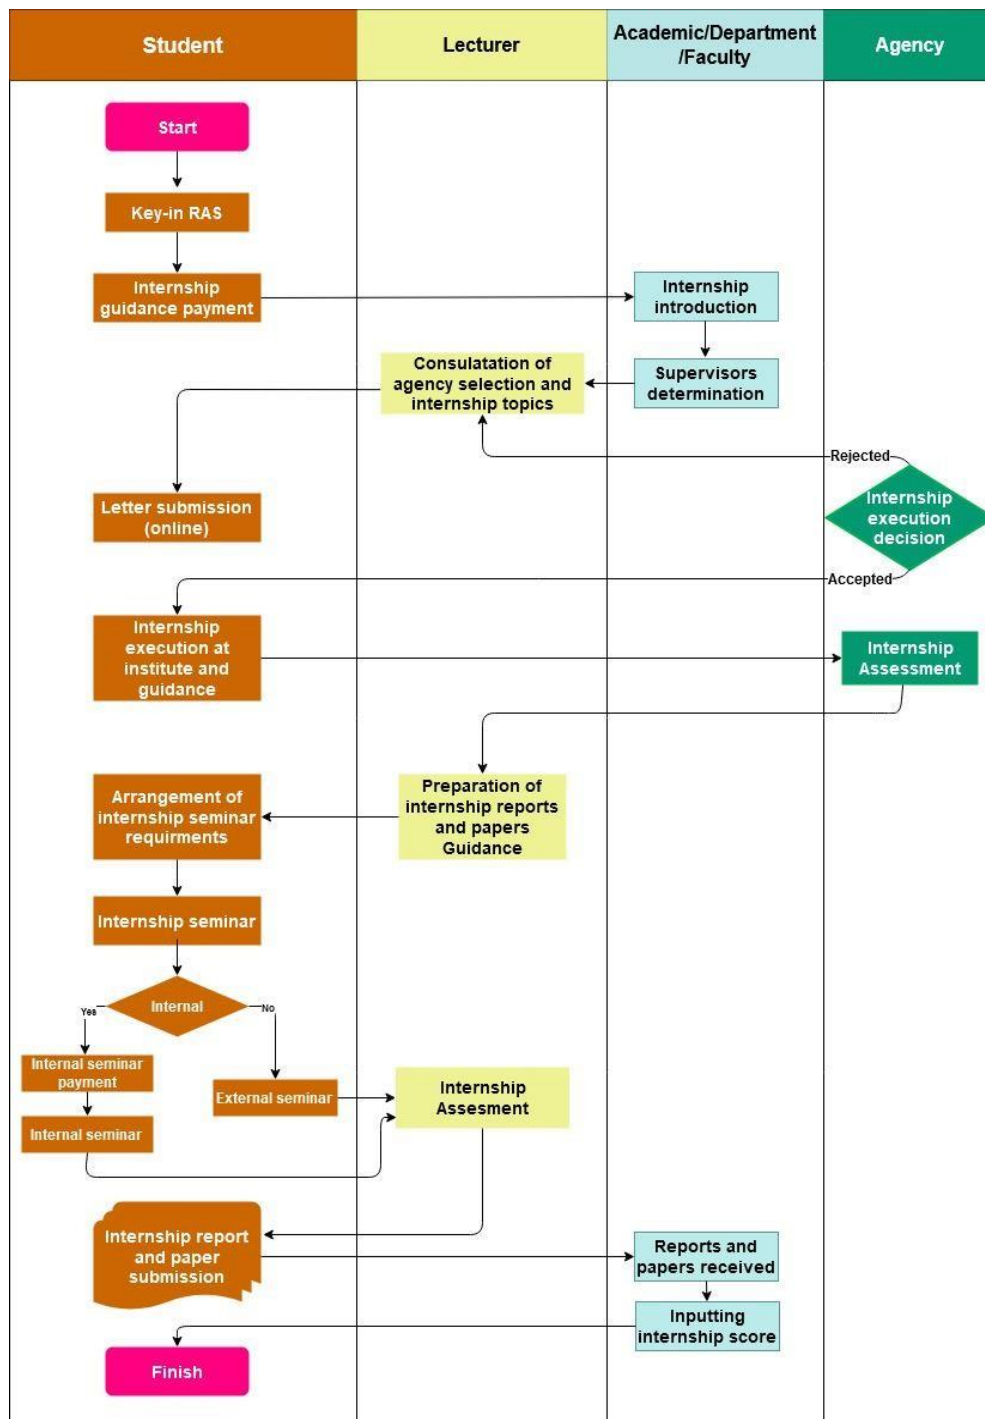 Student
Lecturer
Academic/Department
/Faculty
Agency
Start
Key-in RAS
Internship
guidance payment
Internship
introduction
Supervisors
determination
Consulatation of
agency selection and
internship topics
Rejected
Letter submission
(online)
Internship
execution
decision
Accepted
Internship
execution at
institute and
guidance
Internship
Assessment
Preparation of
internship reports
and papers
Guidance
Arrangement of
internship seminar
requirments
Internship seminar
Internal
Yes
No
Internal seminar
payment
External seminar
Internship
Assesment
Internal seminar
Internship report
and paper
submission
Reports and
papers received
Inputting
internship score
Finish